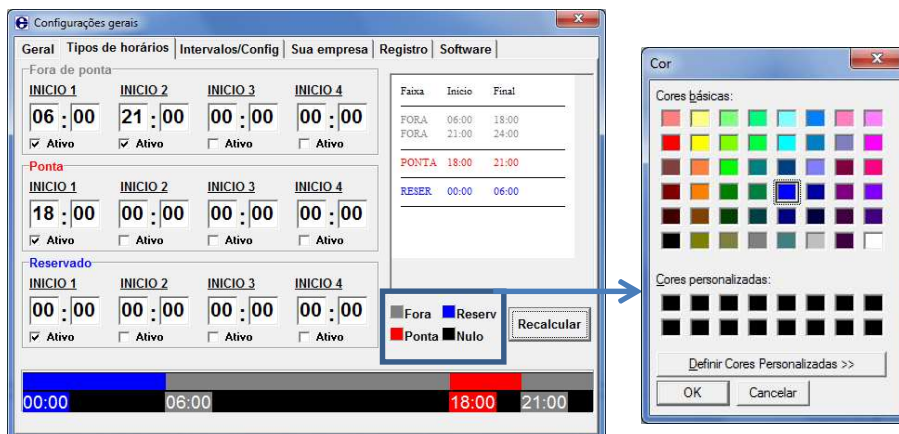 Configurações gerais
Geral Tipos de horários Intervalos/Config Sua empresa Registro Software
Fora de ponta
INICIO 1 INICIO 2 INICIO 3 INICIO 4
06 : 00 21 : 00 00 : 00 00 : 00
Ativo Ativo Ativo Ativo
Ponta
INICIO 1 INICIO 2 INICIO 3 INICIO 4
18 : 00 00 : 00 00 : 00 00 : 00
Ativo Ativo Ativo Ativo
Reservado
INICIO 1 INICIO 2 INICIO 3 INICIO 4
00 : 00 00 : 00 00 : 00 00 : 00
Ativo Ativo Ativo Ativo
Faixa Inicio Final
FORA 06:00 18:00
FORA 21:00 24:00
PONTA 18:00 21:00
RESER 00:00 06:00
Fora Reserv
Ponta Nulo
Recalcular
00:00 06:00 18:00 21:00
Cor
Cores básicas:
Cores personalizadas:
Definir Cores Personalizadas >>
OK Cancelar